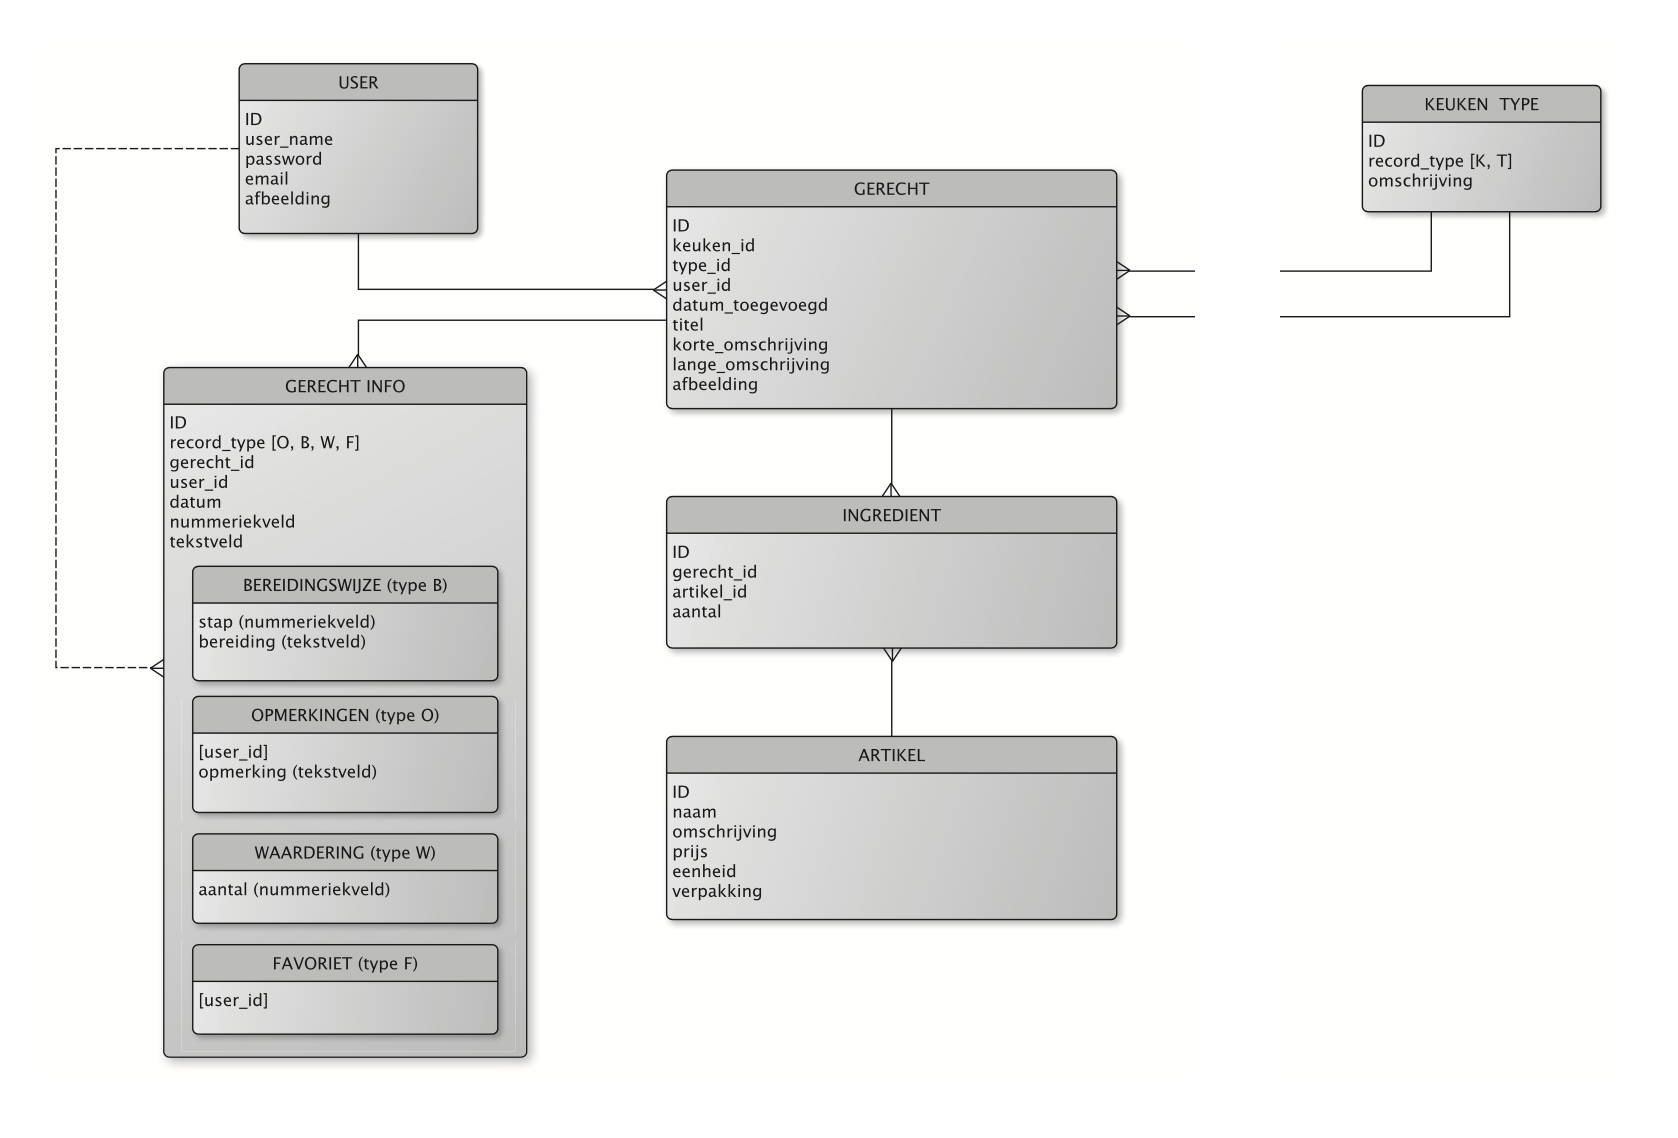 USER
ID
user_name
password
email
afbeelding
KEUKEN TYPE
ID
record_type [K, T]
omschrijving
GERECHT
ID
keuken_id
type_id
user_id
datum_toegevoegd
titel
korte_omschrijving
lange_omschrijving
afbeelding
GERECHT INFO
ID
record_type [O, B, W, F]
gerecht_id
user_id
datum
nummeriekveld
tekstveld
BEREIDINGSWIJZE (type B)
stap (nummeriekveld)
bereiding (tekstveld)
OPMERKINGEN (type O)
[user_id]
opmerking (tekstveld)
WAARDERING (type W)
aantal (nummeriekveld)
FAVORIET (type F)
[user_id]
INGREDIENT
ID
gerecht_id
artikel_id
aantal
ARTIKEL
ID
naam
omschrijving
prijs
eenheid
verpakking